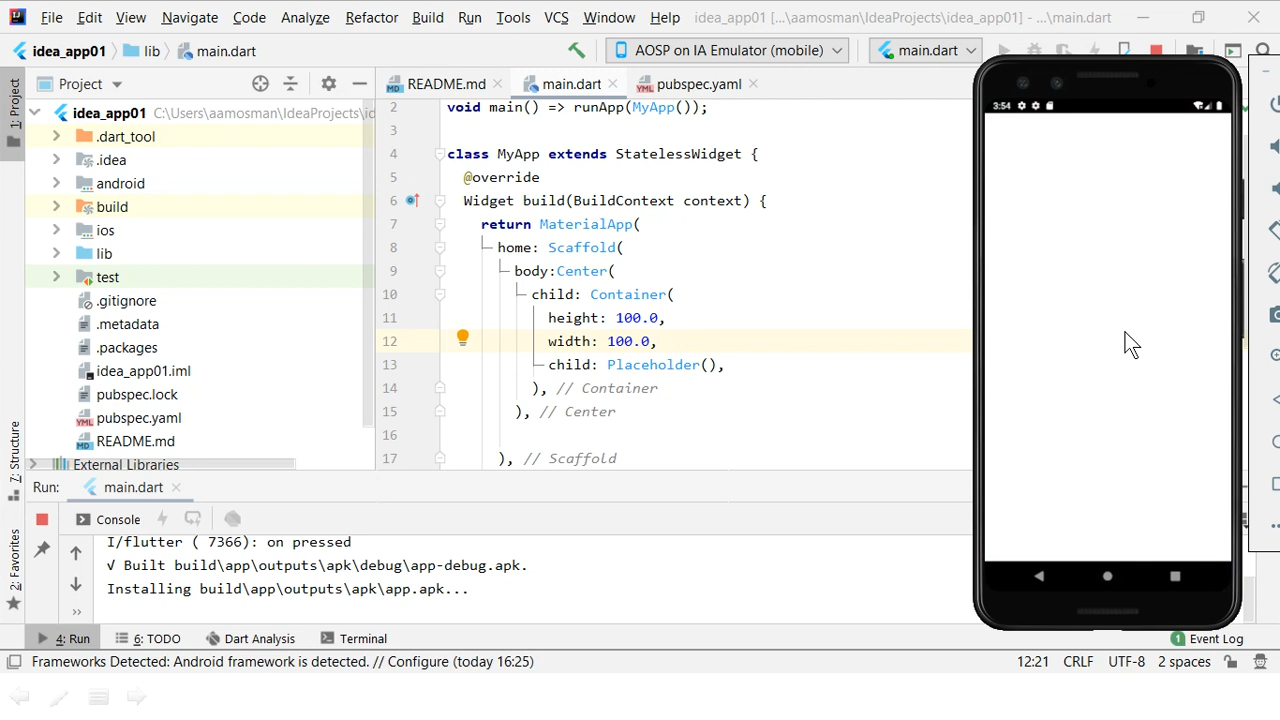 File Edit View Navigate Code Analyze Refactor Build Run Tools VCS Window Help idea_app01 [...\aamosman\IdeaProjects\idea_app01] - ...\main.dart
idea_app01 lib main.dart AOSP on IA Emulator (mobile) main.dart
1: Project
Project
README.md main.dart pubspec.yaml
idea_app01 C:\Users\aamosman\IdeaProjects\id
.dart_tool
.idea
android
build
ios
lib
test
.gitignore
.metadata
.packages
idea_app01.iml
pubspec.lock
pubspec.yaml
README.md
External Libraries
2 void main() => runApp(MyApp());
3
4 class MyApp extends StatelessWidget {
5 @override
6 Widget build(BuildContext context) {
7 return MaterialApp(
8 home: Scaffold(
9 body:Center(
10 child: Container(
11 height: 100.0,
12 width: 100.0,
13 child: Placeholder(),
14 ), // Container
15 ), // Center
16
17 ), // Scaffold
3:54
7: Structure
2: Favorites
Run: main.dart
Console
I/flutter ( 7366): on pressed
√ Built build\app\outputs\apk\debug\app-debug.apk.
Installing build\app\outputs\apk\app.apk...
4: Run 6: TODO Dart Analysis Terminal 1 Event Log
Frameworks Detected: Android framework is detected. // Configure (today 16:25) 12:21 CRLF UTF-8 2 spaces